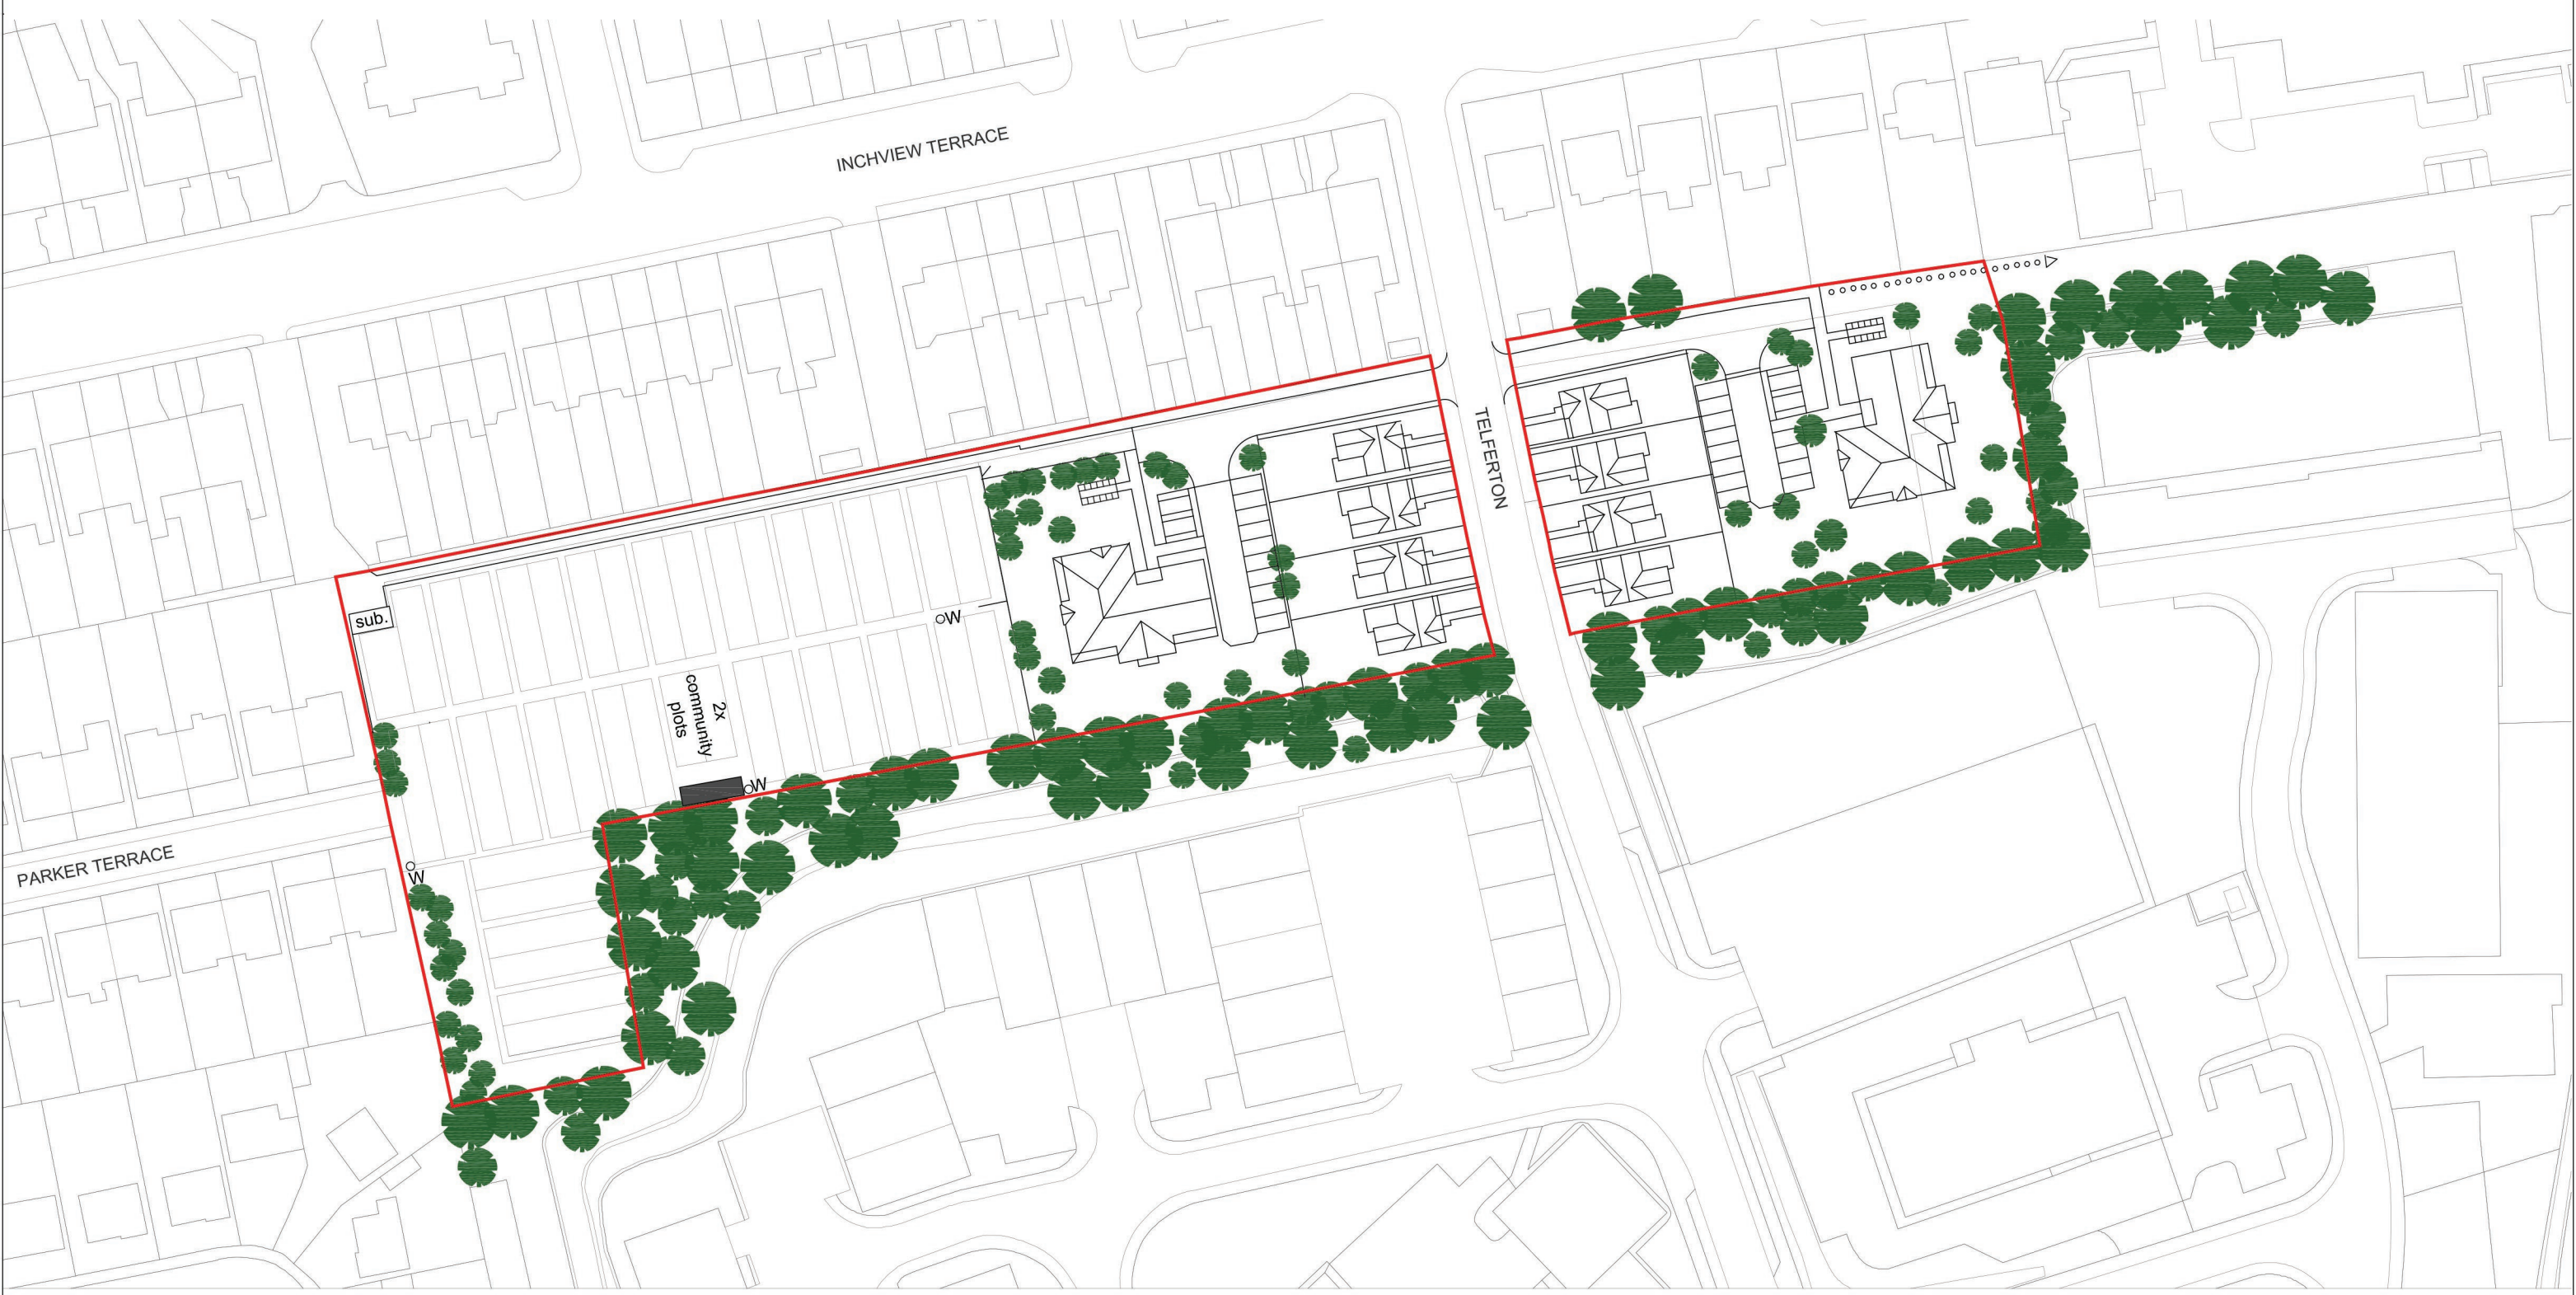 INCHVIEW TERRACE
TELFERTON
sub.
W
2x
community
plots
W
PARKER TERRACE
W